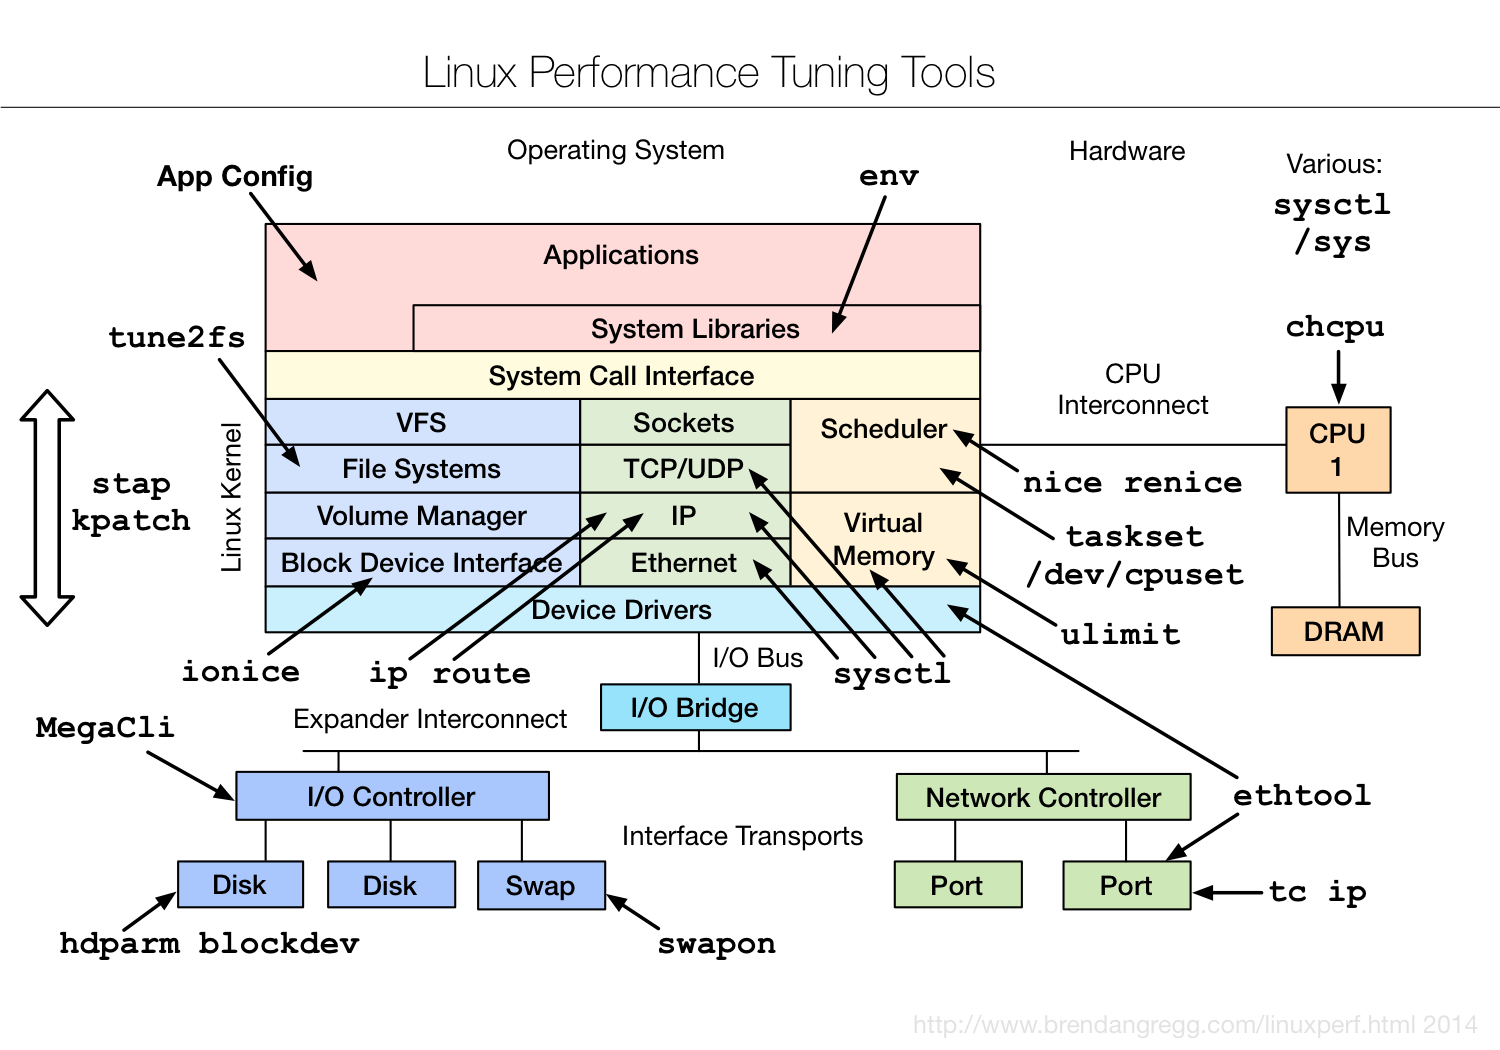 Linux Performance Tuning Tools
Operating System
Hardware
Various:
sysctl
/sys
App Config
env
Applications
System Libraries
tune2fs
chcpu
System Call Interface
CPU
Interconnect
VFS
Sockets
Scheduler
CPU
1
File Systems
TCP/UDP
nice renice
stap
kpatch
Linux Kernel
Volume Manager
IP
Virtual
Memory
taskset
/dev/cpuset
Memory
Bus
Block Device Interface
Ethernet
Device Drivers
ulimit
DRAM
ionice
ip route
I/O Bus
sysctl
MegaCli
Expander Interconnect
I/O Bridge
I/O Controller
Network Controller
ethtool
Interface Transports
Disk
Disk
Swap
Port
Port
tc ip
hdparm blockdev
swapon
http://www.brendangregg.com/linuxperf.html 2014